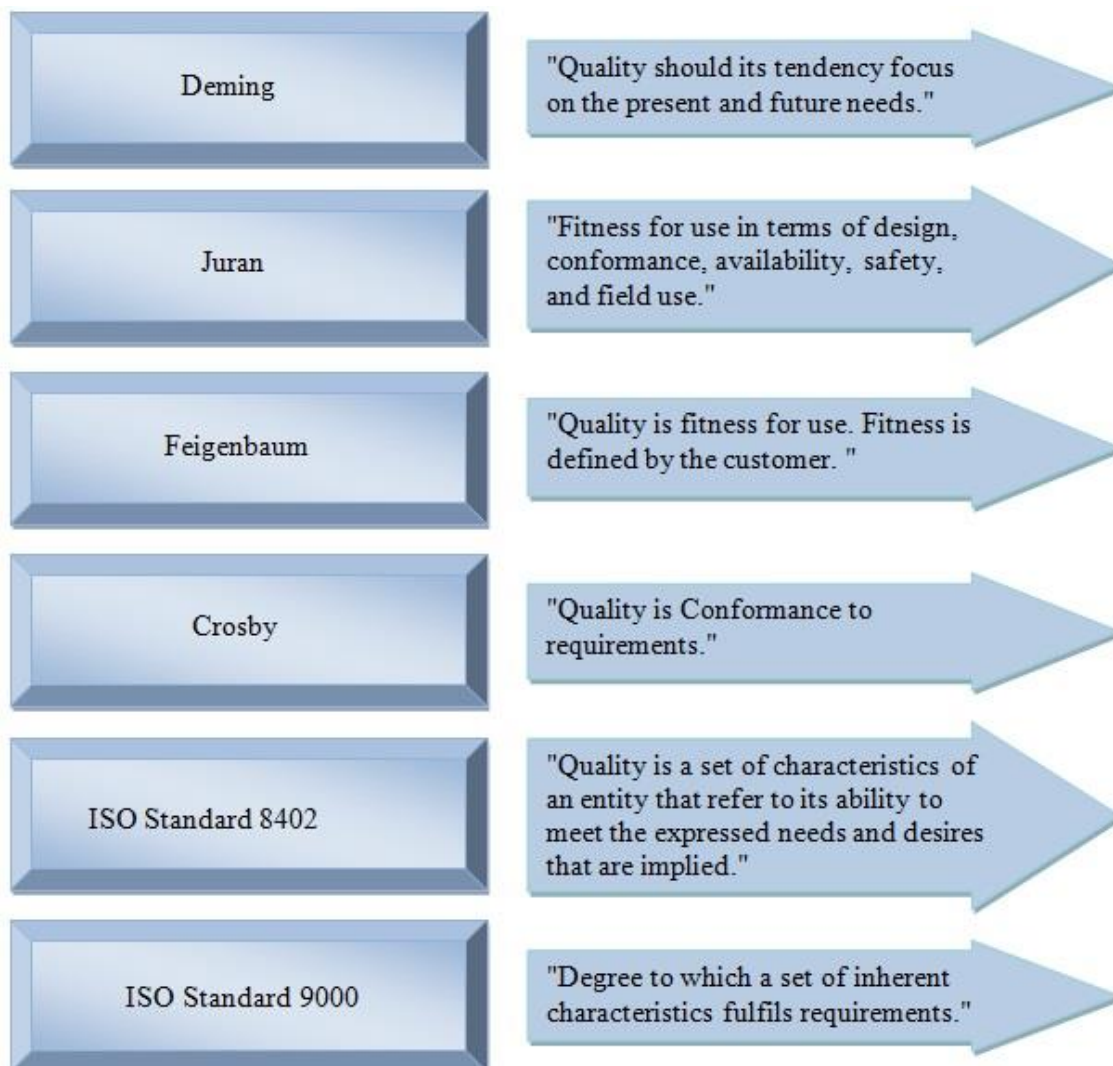 Deming
"Quality should its tendency focus
on the present and future needs."
Juran
"Fitness for use in terms of design,
conformance, availability, safety,
and field use."
Feigenbaum
"Quality is fitness for use. Fitness is
defined by the customer. "
Crosby
"Quality is Conformance to
requirements."
ISO Standard 8402
"Quality is a set of characteristics of
an entity that refer to its ability to
meet the expressed needs and desires
that are implied."
ISO Standard 9000
"Degree to which a set of inherent
characteristics fulfils requirements."